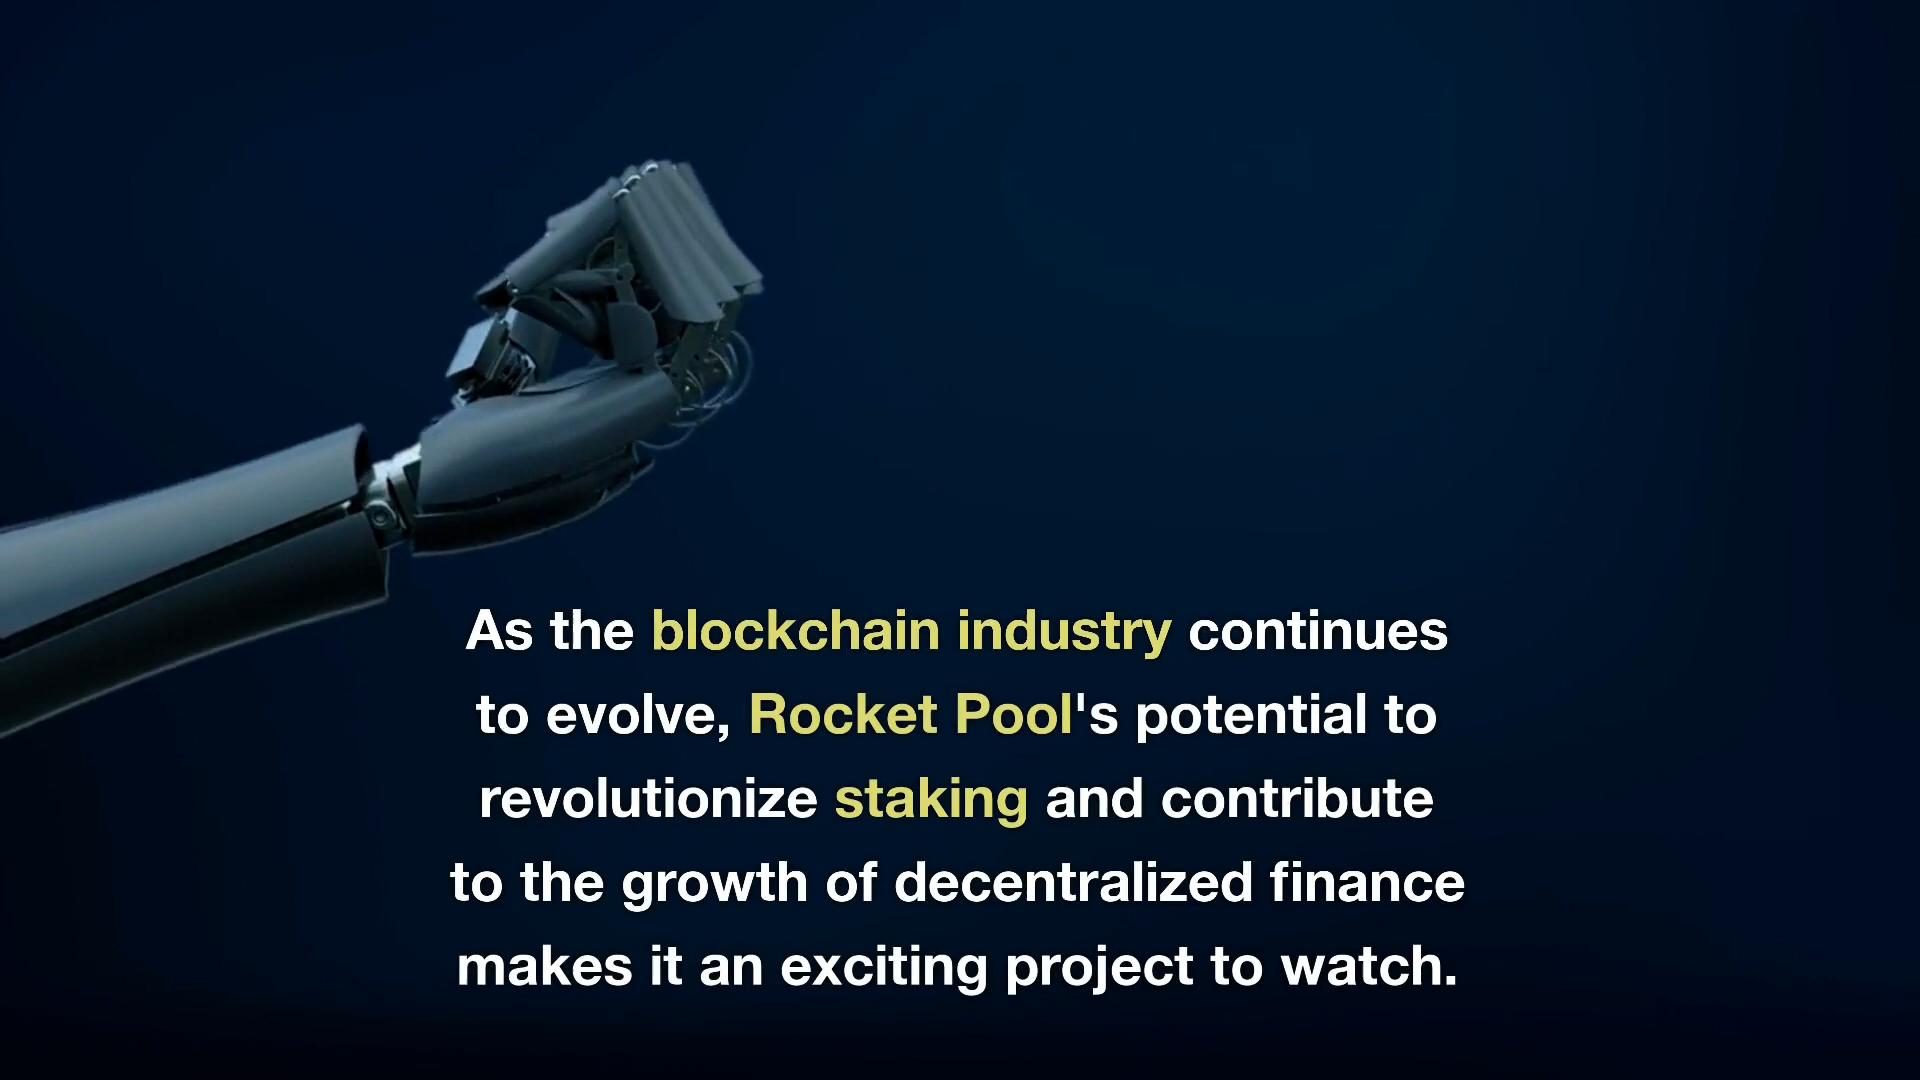 As the blockchain industry continues
to evolve, Rocket Pool's potential to
revolutionize staking and contribute
to the growth of decentralized finance
makes it an exciting project to watch.